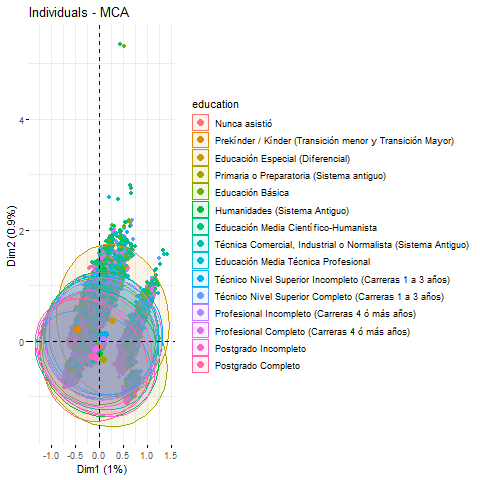 Individuals - MCA
Dim2 (0.9%)
4
2
0
-1.0 -0.5 0.0 0.5 1.0 1.5
Dim1 (1%)
education
Nunca asistió
Prekínder / Kínder (Transición menor y Transición Mayor)
Educación Especial (Diferencial)
Primaria o Preparatoria (Sistema antiguo)
Educación Básica
Humanidades (Sistema Antiguo)
Educación Media Científico-Humanista
Técnica Comercial, Industrial o Normalista (Sistema Antiguo)
Educación Media Técnica Profesional
Técnico Nivel Superior Incompleto (Carreras 1 a 3 años)
Técnico Nivel Superior Completo (Carreras 1 a 3 años)
Profesional Incompleto (Carreras 4 ó más años)
Profesional Completo (Carreras 4 ó más años)
Postgrado Incompleto
Postgrado Completo